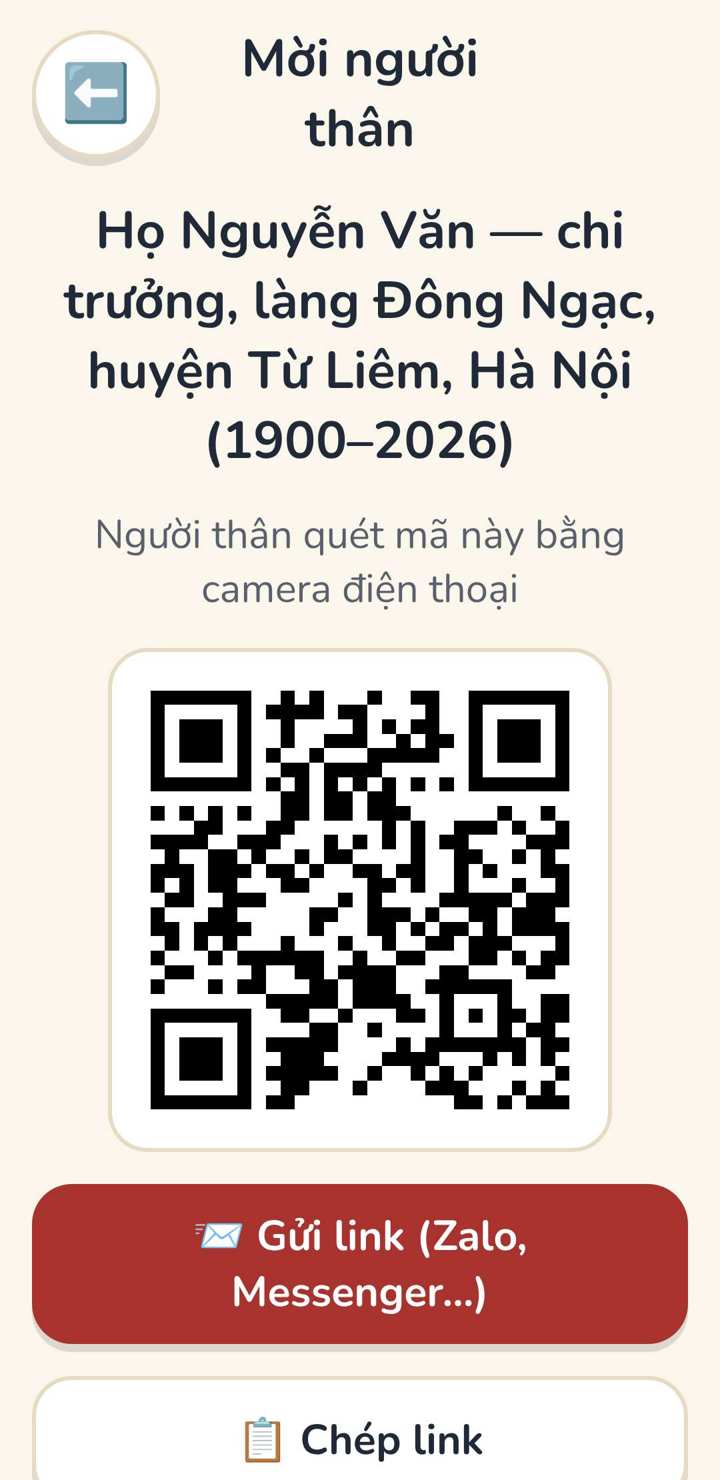 Mời người
thân
Họ Nguyễn Văn — chi
trưởng, làng Đông Ngạc,
huyện Từ Liêm, Hà Nội
(1900–2026)
Người thân quét mã này bằng
camera điện thoại
Gửi link (Zalo,
Messenger...)
Chép link